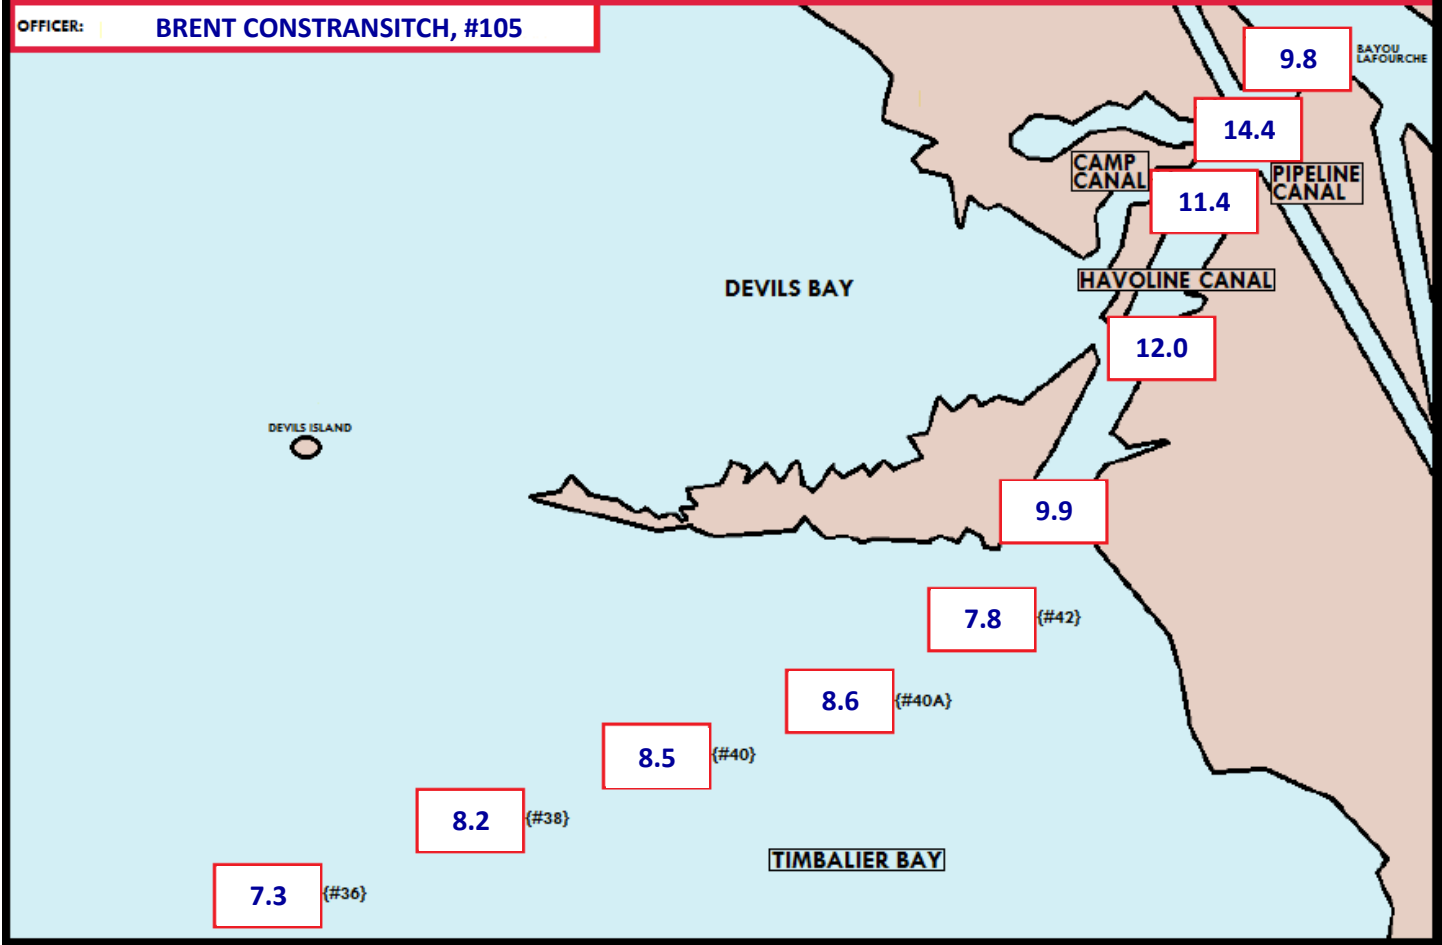 OFFICER: BRENT CONSTRANSITCH, #105
9.8
BAYOU
LAFOURCHE
14.4
CAMP
CANAL
PIPELINE
CANAL
11.4
HAVOLINE CANAL
DEVILS BAY
12.0
DEVILS ISLAND
9.9
7.8 {#42}
8.6 {#40A}
8.5 {#40}
8.2 {#38}
TIMBALIER BAY
7.3 {#36}